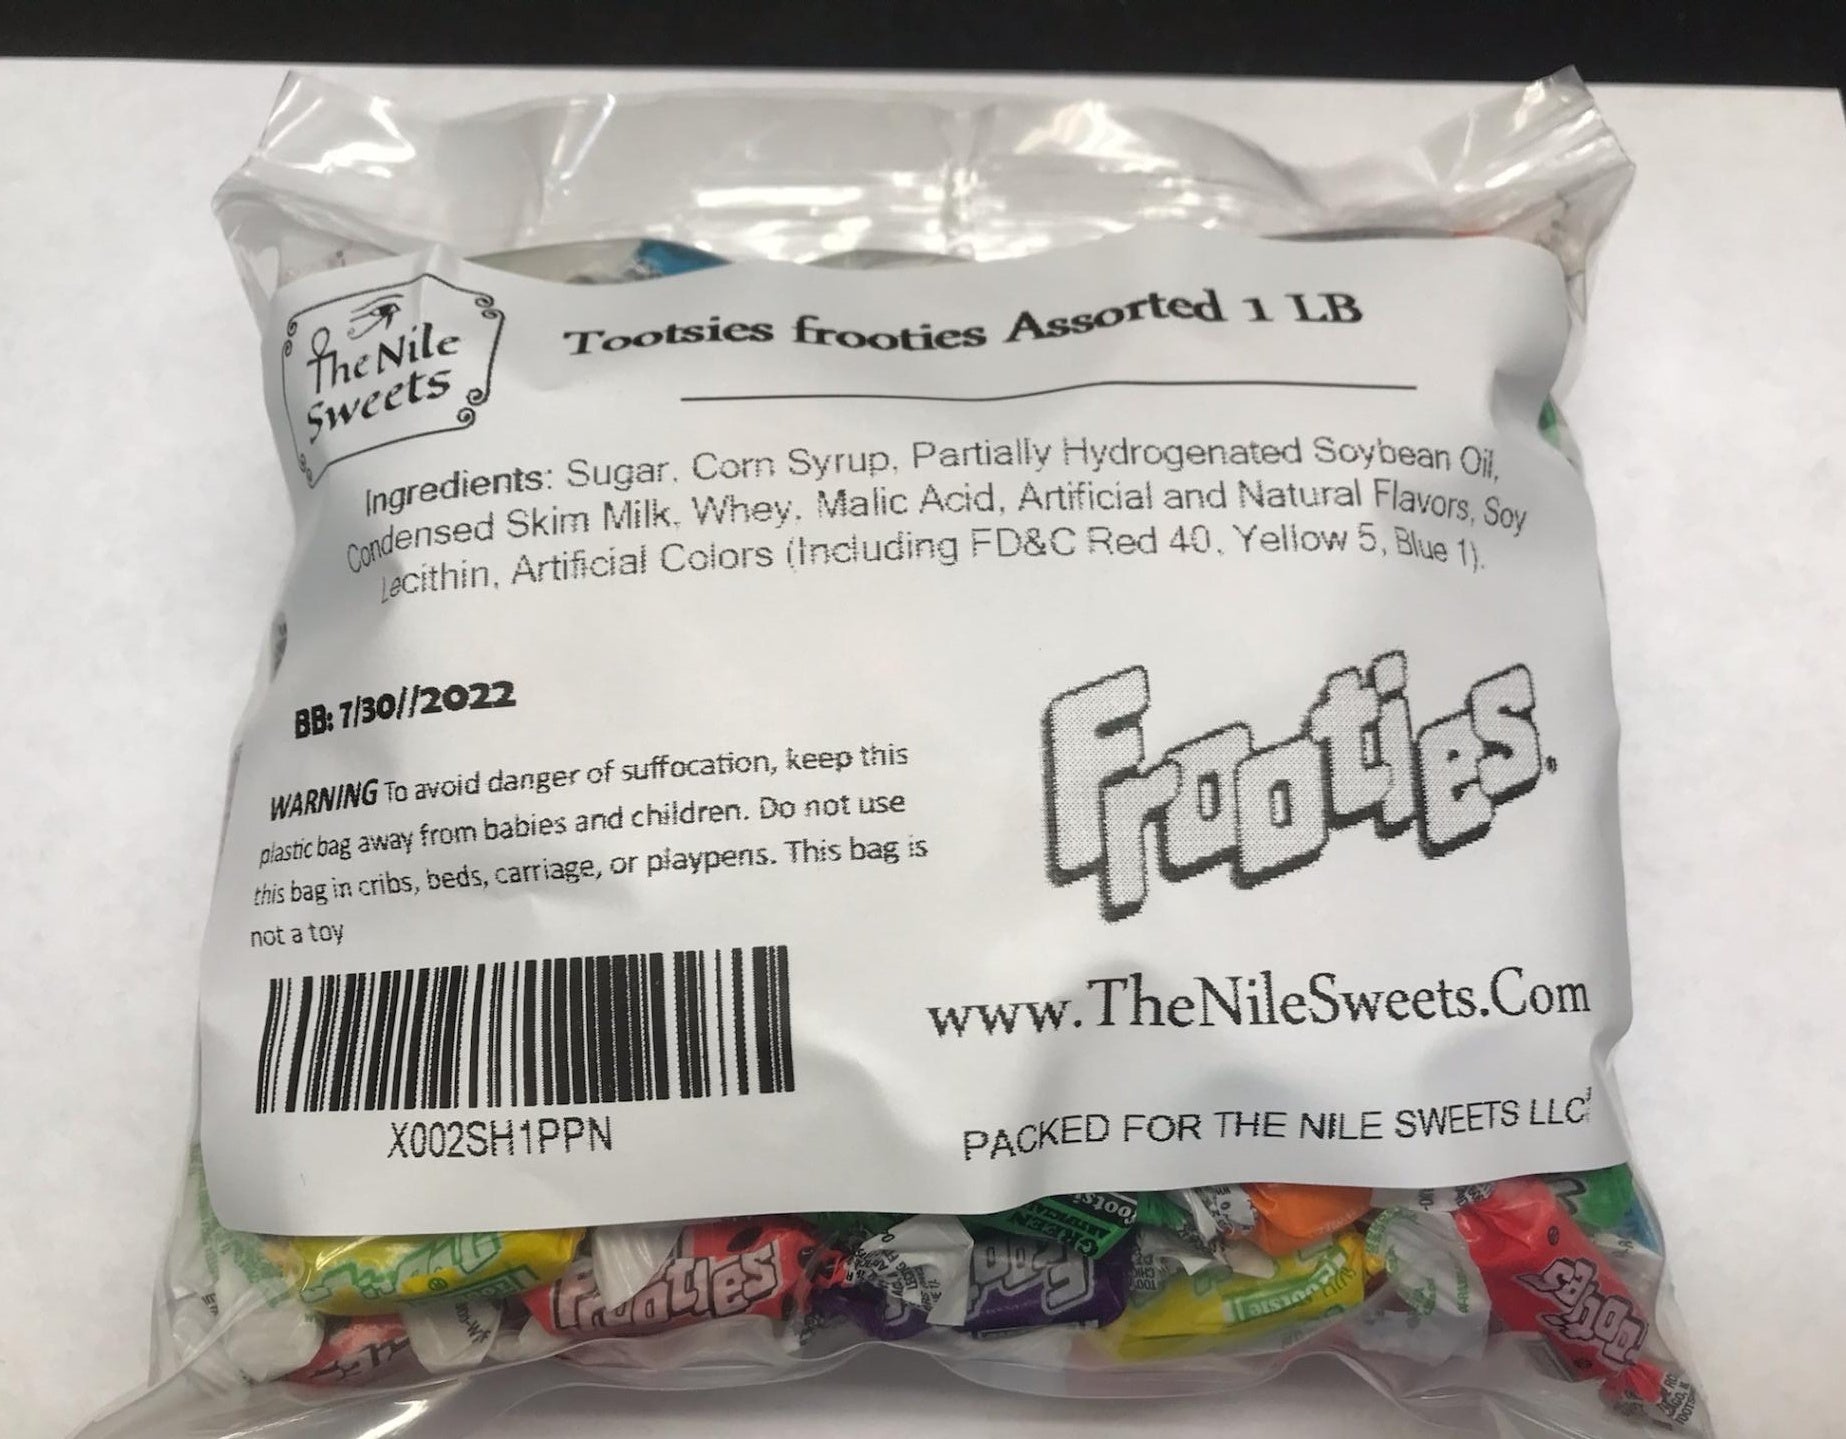 The Nile
Sweets
Tootsies frooties Assorted 1 LB
Ingredients: Sugar, Corn Syrup, Partially Hydrogenated Soybean Oil,
Condensed Skim Milk, Whey, Malic Acid, Artificial and Natural Flavors, Soy
Lecithin, Artificial Colors (Including FD&C Red 40, Yellow 5, Blue 1).
BB: 7/30//2022
WARNING To avoid danger of suffocation, keep this
plastic bag away from babies and children. Do not use
this bag in cribs, beds, carriage, or playpens. This bag is
not a toy
Frooties.
X002SH1PPN
www.TheNileSweets.Com
PACKED FOR THE NILE SWEETS LLC
GREEN
Frooties
Frooties